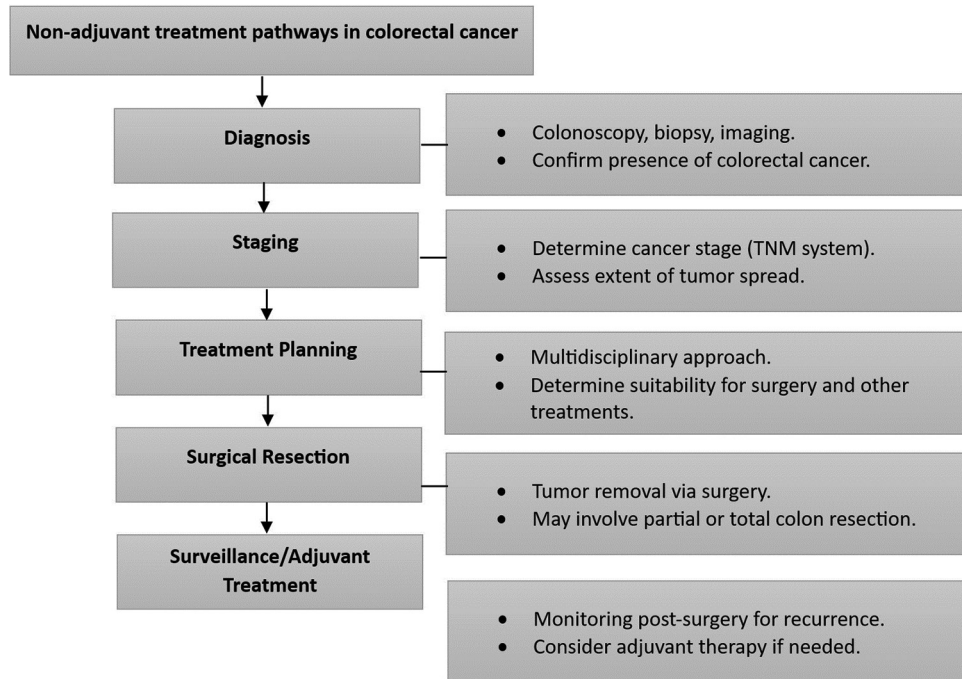 Non-adjuvant treatment pathways in colorectal cancer
Diagnosis
• Colonoscopy, biopsy, imaging.
• Confirm presence of colorectal cancer.
Staging
• Determine cancer stage (TNM system).
• Assess extent of tumor spread.
Treatment Planning
• Multidisciplinary approach.
• Determine suitability for surgery and other
treatments.
Surgical Resection
• Tumor removal via surgery.
• May involve partial or total colon resection.
Surveillance/Adjuvant
Treatment
• Monitoring post-surgery for recurrence.
• Consider adjuvant therapy if needed.